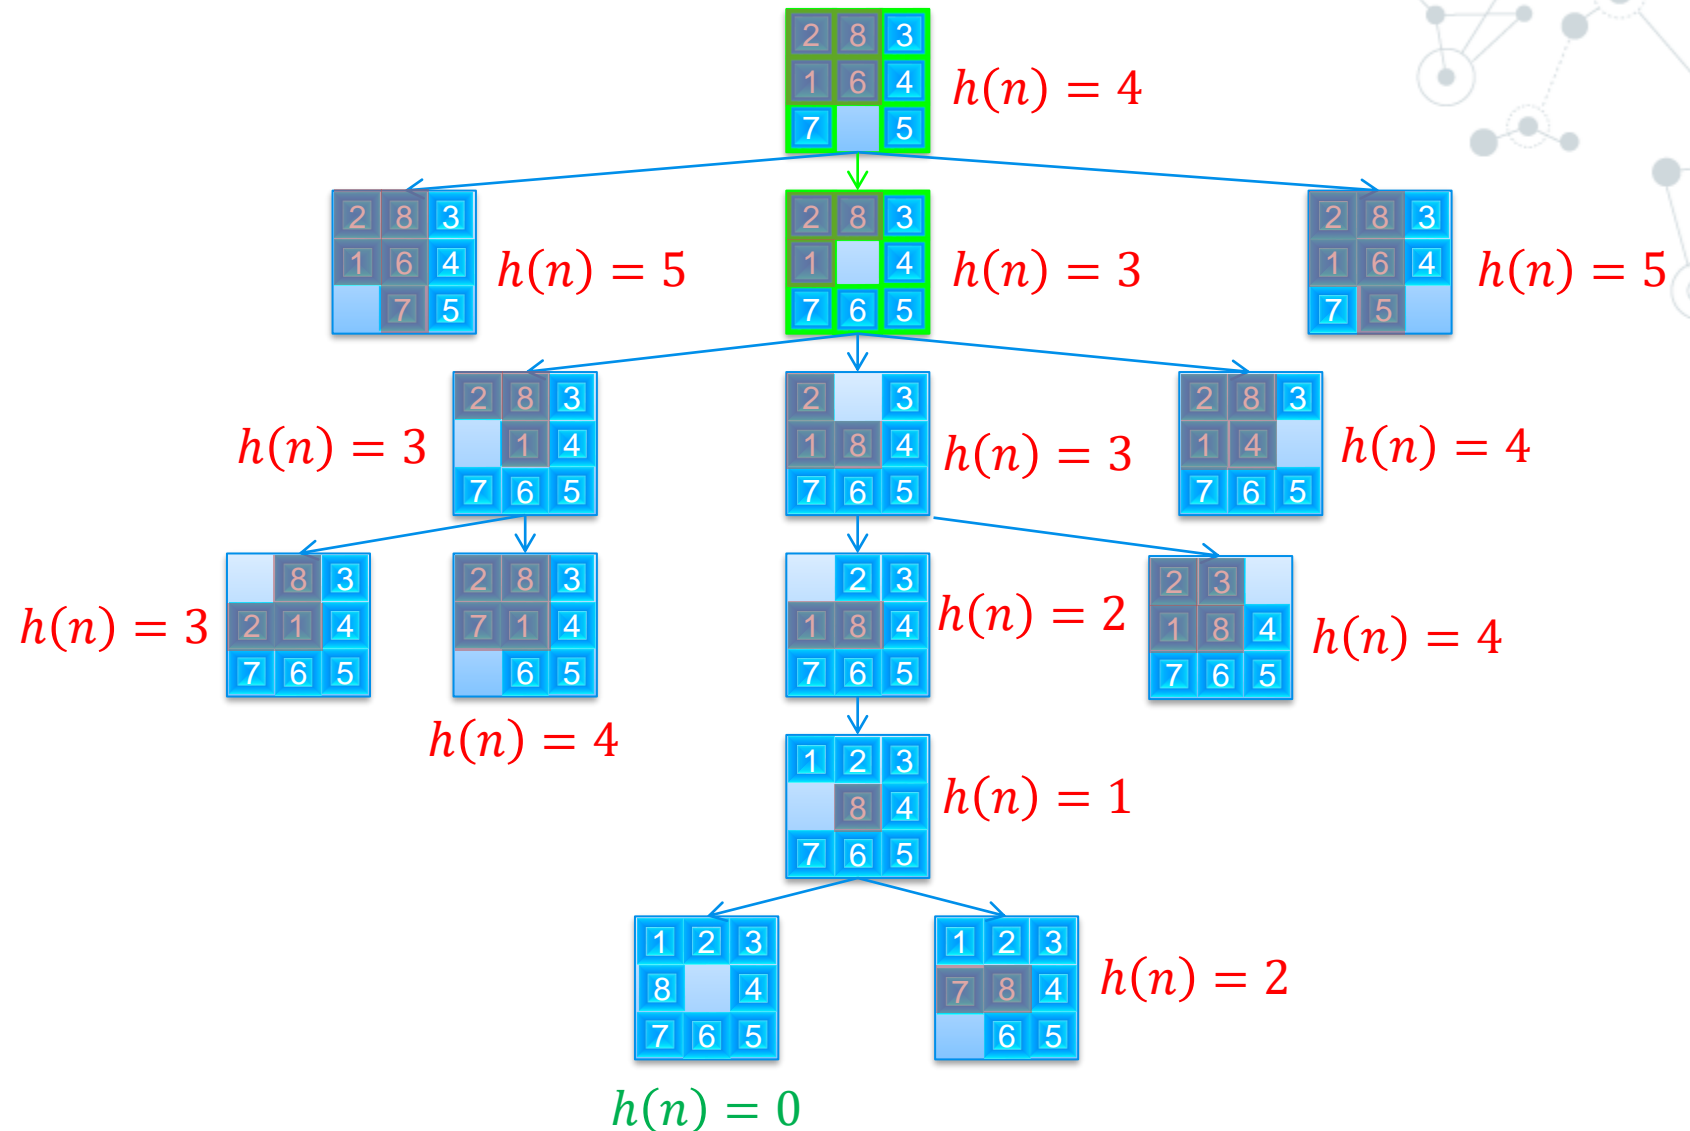 2 8 3
1 6 4
7 5
h(n) = 4
2 8 3
1 6 4
7 5
h(n) = 5
2 8 3
1 4
7 6 5
h(n) = 3
2 8 3
1 6 4
7 5
h(n) = 5
h(n) = 3
2 8 3
1 4
7 6 5
2 3
1 8 4
7 6 5
h(n) = 3
2 8 3
1 4
7 6 5
h(n) = 4
h(n) = 3
8 3
2 1 4
7 6 5
2 8 3
7 1 4
6 5
h(n) = 4
2 3
1 8 4
7 6 5
h(n) = 2
2 3
1 8 4
7 6 5
h(n) = 4
1 2 3
8 4
7 6 5
h(n) = 1
1 2 3
8 4
7 6 5
h(n) = 0
1 2 3
7 8 4
6 5
h(n) = 2